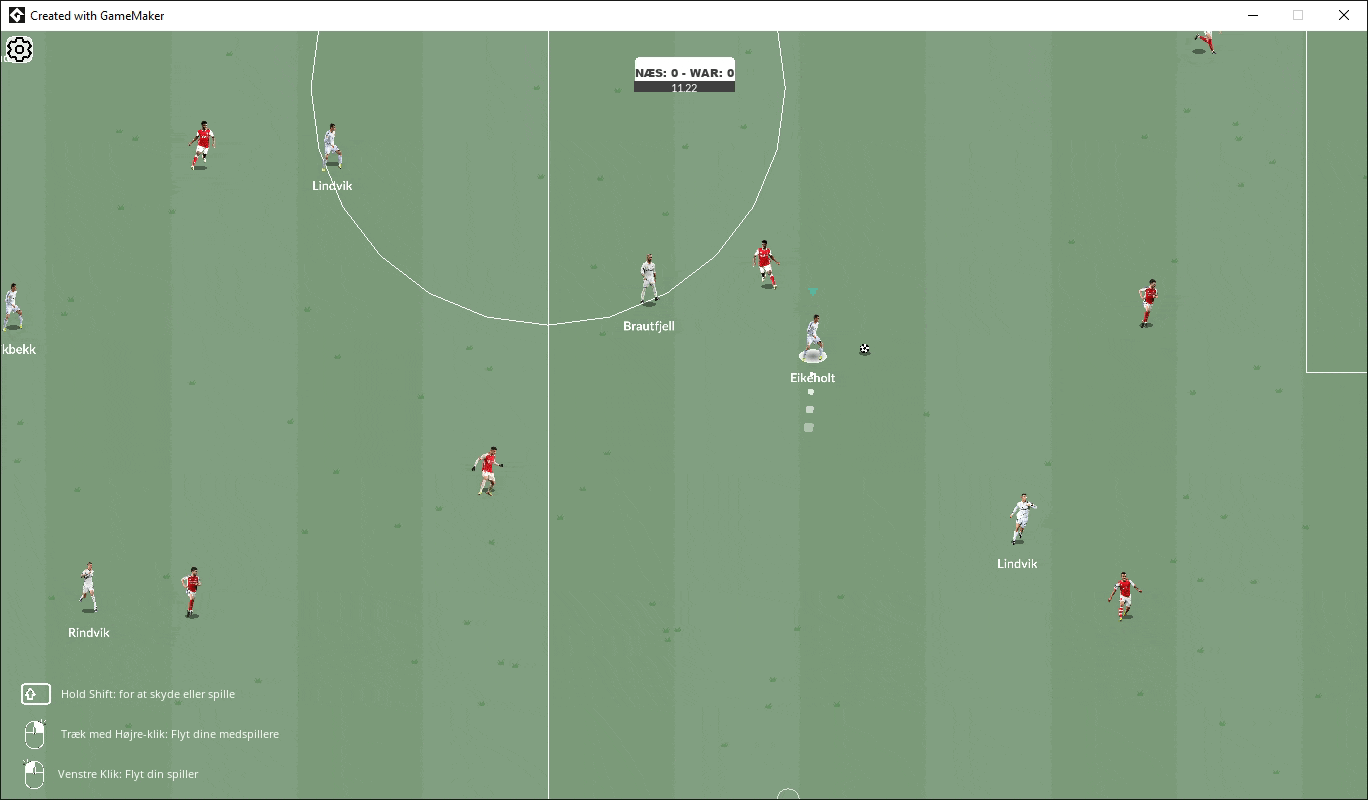 Created with GameMaker
NÆS: 0 - WAR: 0
11.22
Lindvik
Brautfjell
kbekk
Eikeholt
Lindvik
Rindvik
Hold Shift: for at skyde eller spille
Træk med Højre-klik: Flyt dine medspillere
Venstre Klik: Flyt din spiller